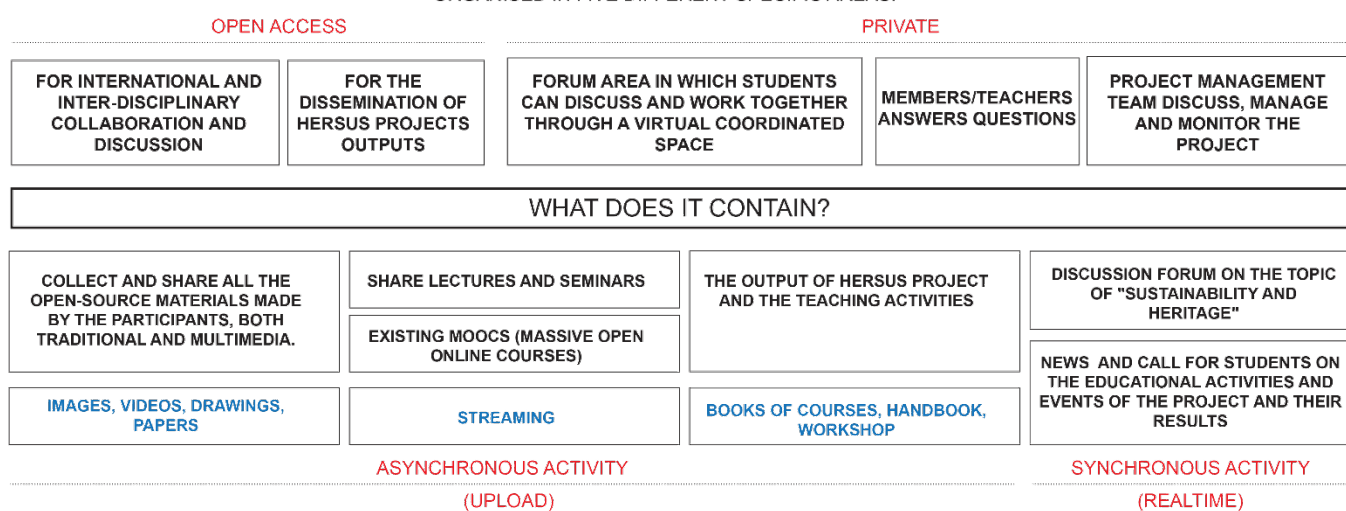 ORGANISED IN FIVE DIFFERENT SPECIFIC AREAS:
OPEN ACCESS
PRIVATE
FOR INTERNATIONAL AND
INTER-DISCIPLINARY
COLLABORATION AND
DISCUSSION
FOR THE
DISSEMINATION OF
HERSUS PROJECTS
OUTPUTS
FORUM AREA IN WHICH STUDENTS
CAN DISCUSS AND WORK TOGETHER
THROUGH A VIRTUAL COORDINATED
SPACE
MEMBERS/TEACHERS
ANSWERS QUESTIONS
PROJECT MANAGEMENT
TEAM DISCUSS, MANAGE
AND MONITOR THE
PROJECT
WHAT DOES IT CONTAIN?
COLLECT AND SHARE ALL THE
OPEN-SOURCE MATERIALS MADE
BY THE PARTICIPANTS, BOTH
TRADITIONAL AND MULTIMEDIA.
IMAGES, VIDEOS, DRAWINGS,
PAPERS
SHARE LECTURES AND SEMINARS
EXISTING MOOCS (MASSIVE OPEN
ONLINE COURSES)
STREAMING
THE OUTPUT OF HERSUS PROJECT
AND THE TEACHING ACTIVITIES
BOOKS OF COURSES, HANDBOOK,
WORKSHOP
DISCUSSION FORUM ON THE TOPIC
OF "SUSTAINABILITY AND
HERITAGE"
NEWS AND CALL FOR STUDENTS ON
THE EDUCATIONAL ACTIVITIES AND
EVENTS OF THE PROJECT AND THEIR
RESULTS
ASYNCHRONOUS ACTIVITY
(UPLOAD)
SYNCHRONOUS ACTIVITY
(REALTIME)